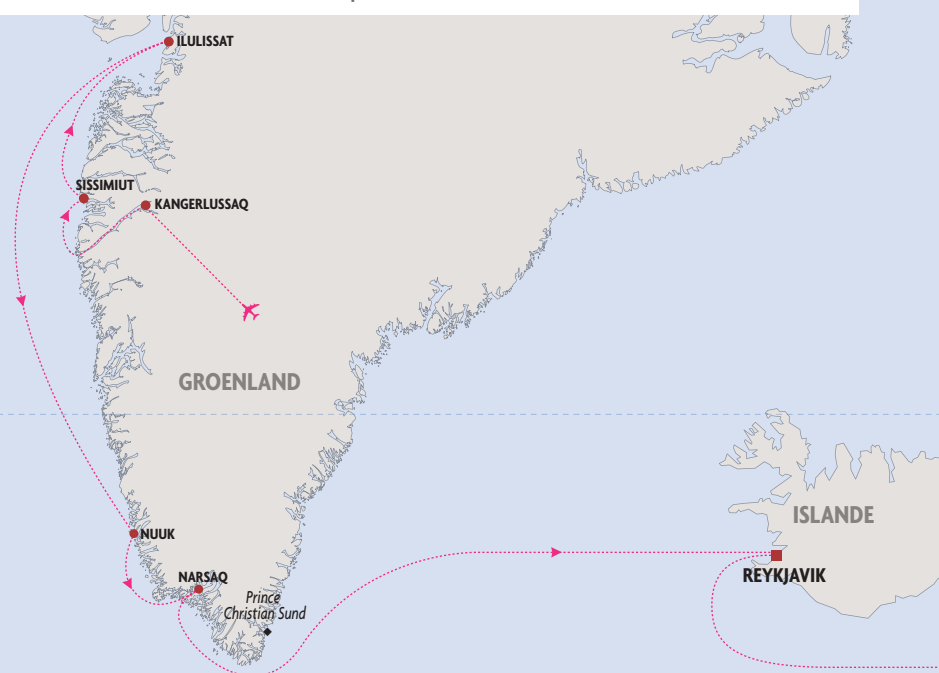 ILULISSAT
SISSIMIUT
KANGERLUSSAQ
GROENLAND
ISLANDE
NUUK
REYKJAVIK
NARSAQ
Prince
Christian Sund